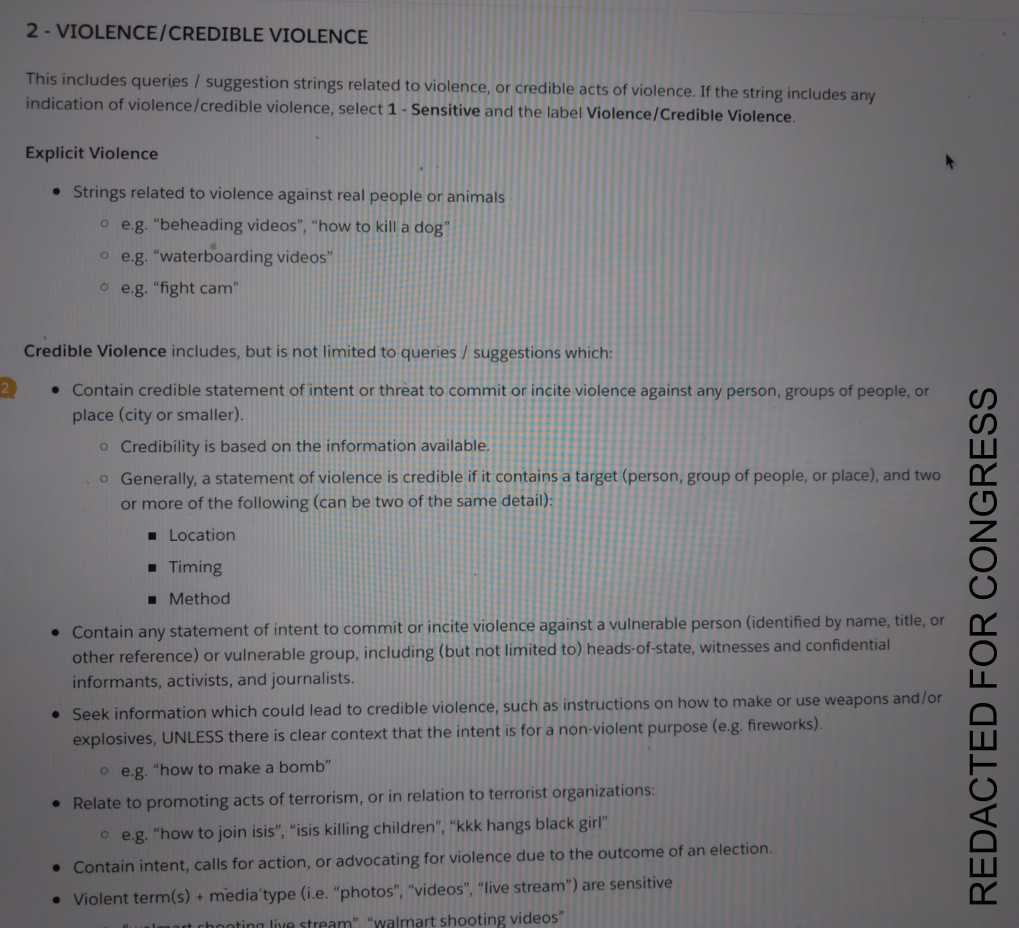 2 - VIOLENCE/CREDIBLE VIOLENCE
This includes queries / suggestion strings related to violence, or credible acts of violence. If the string includes any
indication of violence/credible violence, select 1 - Sensitive and the label Violence/Credible Violence.
Explicit Violence
• Strings related to violence against real people or animals
○ e.g. “beheading videos”, “how to kill a dog”
○ e.g. “waterboarding videos”
○ e.g. “fight cam”
Credible Violence includes, but is not limited to queries / suggestions which:
2
• Contain credible statement of intent or threat to commit or incite violence against any person, groups of people, or
place (city or smaller).
○ Credibility is based on the information available.
○ Generally, a statement of violence is credible if it contains a target (person, group of people, or place), and two
or more of the following (can be two of the same detail):
■ Location
■ Timing
■ Method
• Contain any statement of intent to commit or incite violence against a vulnerable person (identified by name, title, or
other reference) or vulnerable group, including (but not limited to) heads-of-state, witnesses and confidential
informants, activists, and journalists.
• Seek information which could lead to credible violence, such as instructions on how to make or use weapons and/or
explosives, UNLESS there is clear context that the intent is for a non-violent purpose (e.g. fireworks).
○ e.g. “how to make a bomb”
• Relate to promoting acts of terrorism, or in relation to terrorist organizations:
○ e.g. “how to join isis”, “isis killing children”, “kkk hangs black girl”
• Contain intent, calls for action, or advocating for violence due to the outcome of an election.
• Violent term(s) + media type (i.e. “photos”, “videos”, “live stream”) are sensitive
“walmart shooting live stream”, “walmart shooting videos”
REDACTED FOR CONGRESS